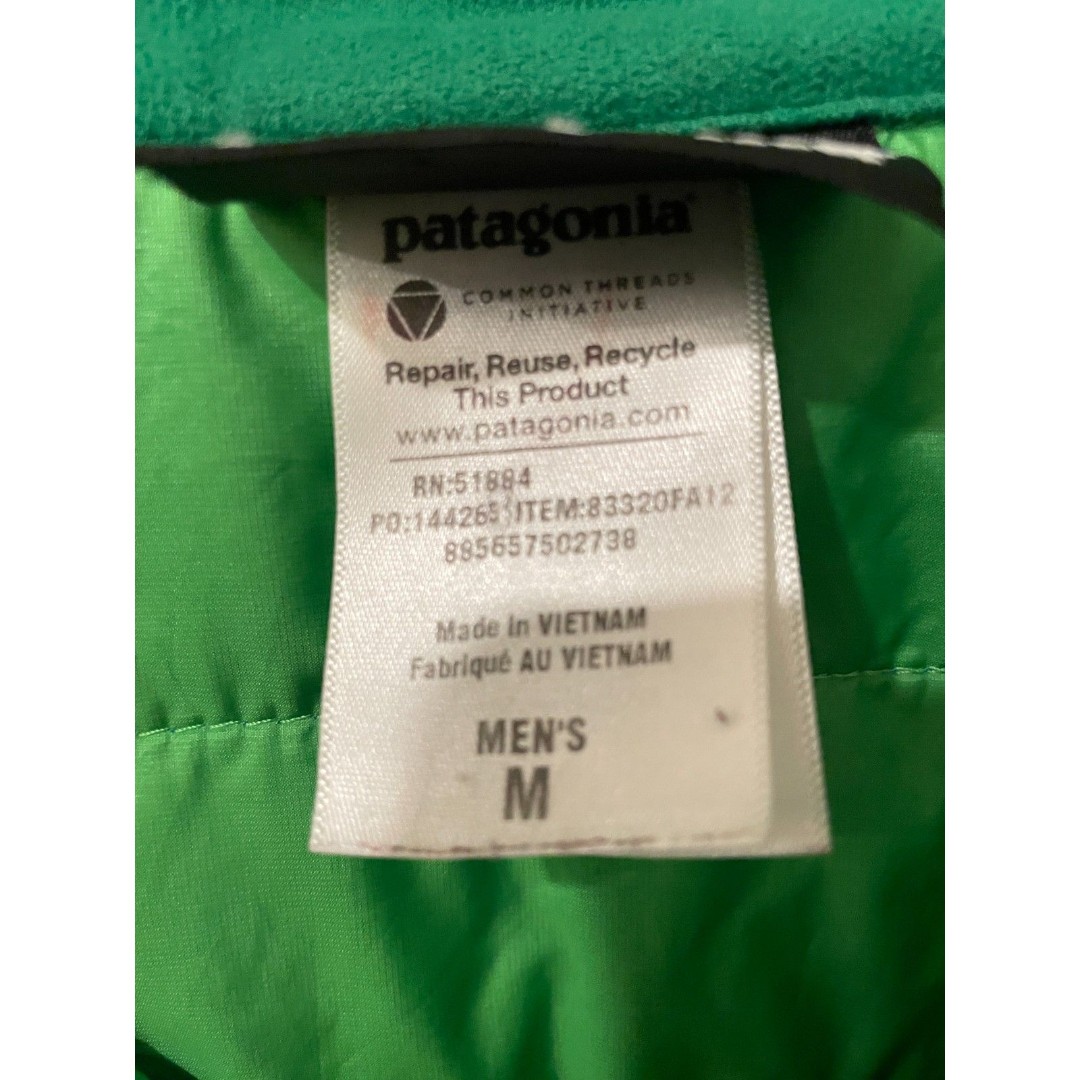 patagonia
COMMON THREADS
INITIATIVE
Repair, Reuse, Recycle
This Product
www.patagonia.com
RN:51884
ITEM:83320FA12
885657502738
Made in VIETNAM
Fabriqué AU VIETNAM
MEN'S
M